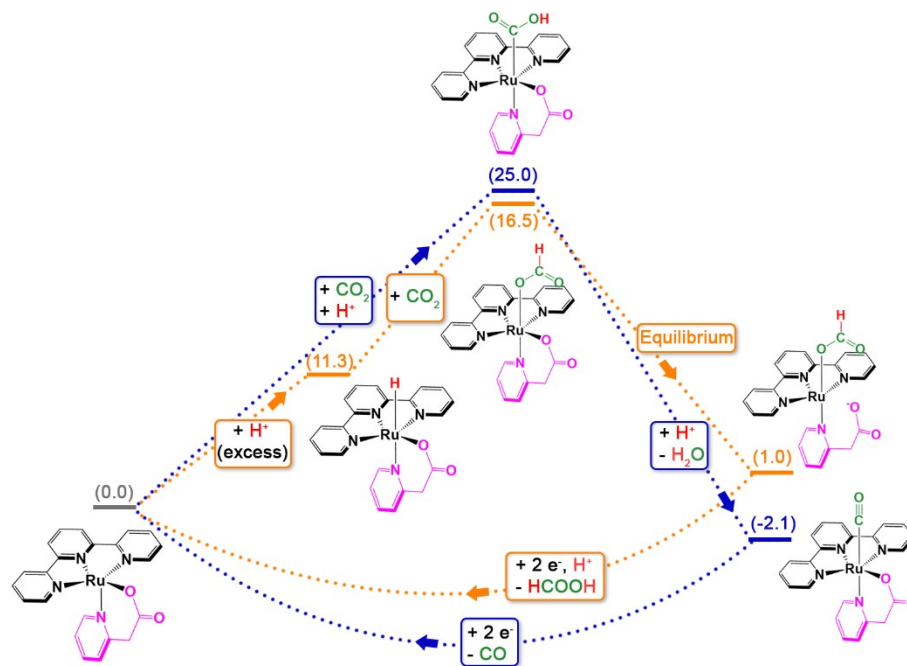 O
C
OH
N
N
N
N
Ru
O
N
O
(25.0)
(16.5)
+ CO2
+ H+
+ CO2
H
O
C
O
N
N
N
N
Ru
O
N
O
Equilibrium
(11.3)
+ H+
(excess)
H
N
N
N
Ru
O
N
O
H
O
C
O
N
N
N
Ru
O-
N
O
+ H+
- H2O
(1.0)
(0.0)
(-2.1)
N
N
N
Ru
O
N
O
O
C
N
N
N
Ru
O
N
O
+ 2 e-, H+
- HCOOH
+ 2 e-
- CO